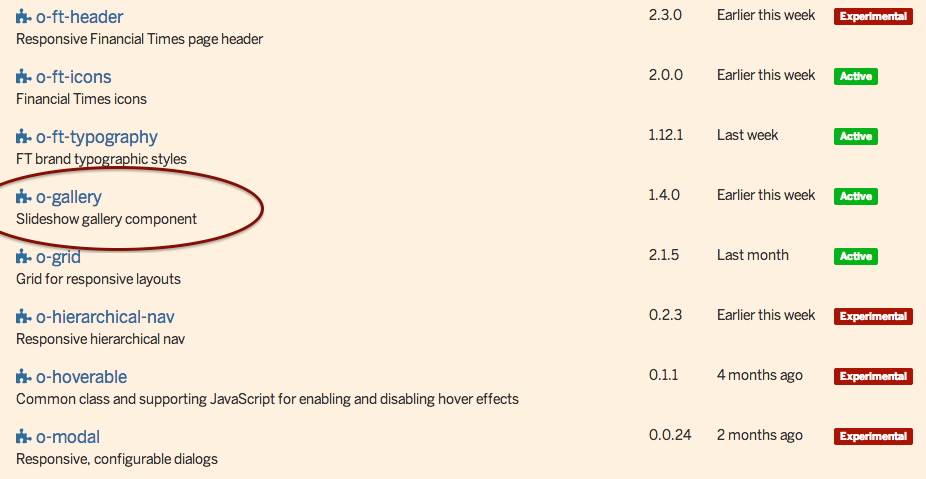 o-ft-header 2.3.0 Earlier this week Experimental
Responsive Financial Times page header
o-ft-icons 2.0.0 Earlier this week Active
Financial Times icons
o-ft-typography 1.12.1 Last week Active
FT brand typographic styles
o-gallery 1.4.0 Earlier this week Active
Slideshow gallery component
o-grid 2.1.5 Last month Active
Grid for responsive layouts
o-hierarchical-nav 0.2.3 Earlier this week Experimental
Responsive hierarchical nav
o-hoverable 0.1.1 4 months ago Experimental
Common class and supporting JavaScript for enabling and disabling hover effects
o-modal 0.0.24 2 months ago Experimental
Responsive, configurable dialogs